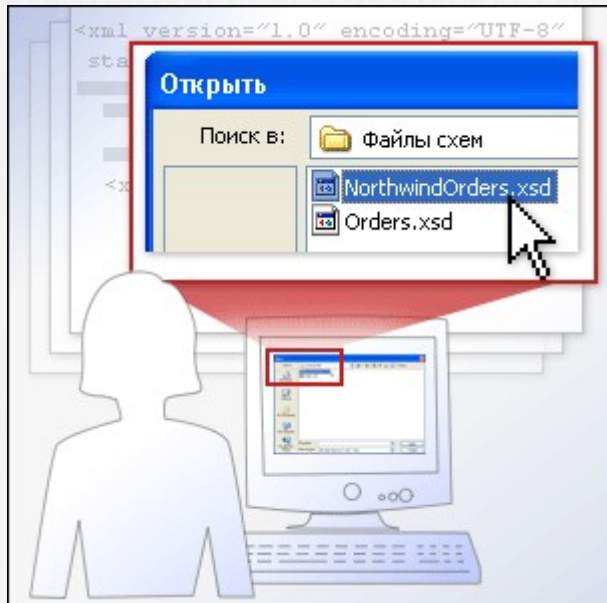 <xml version="1.0" encoding="UTF-8"
sta
Открыть
Поиск в: Файлы схем
<x
NorthwindOrders.xsd
Orders.xsd